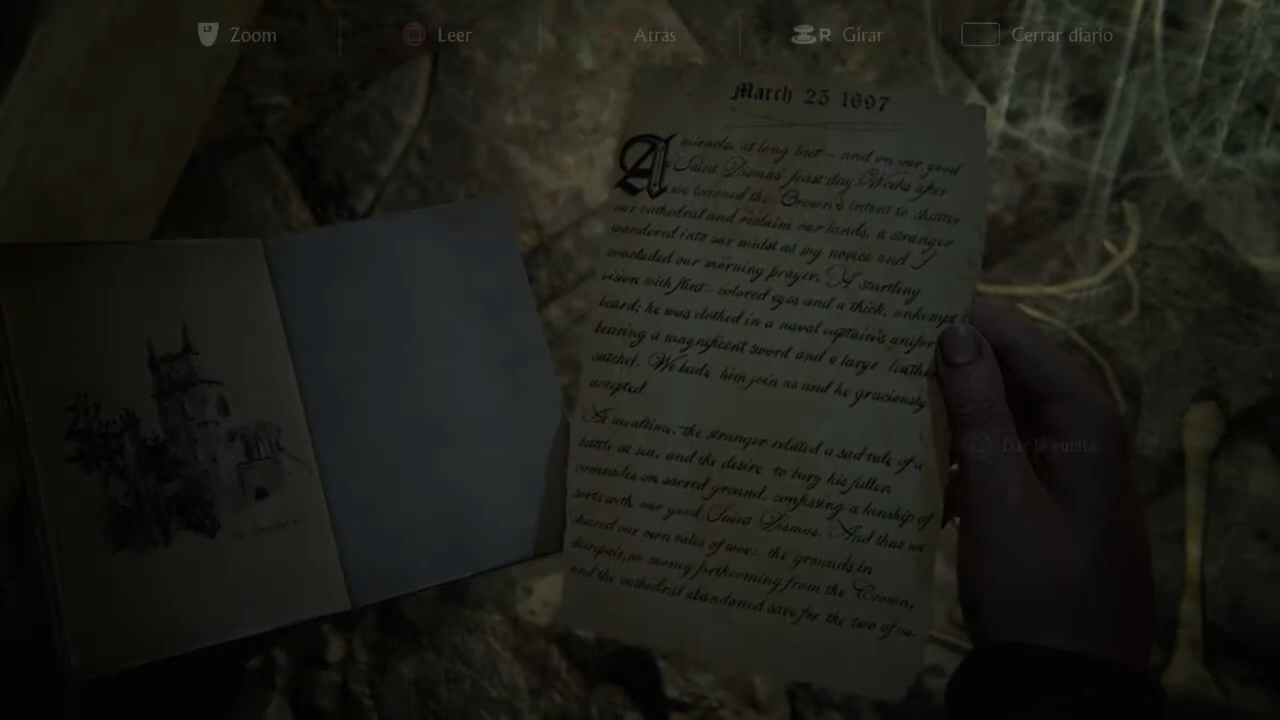 Zoom
Leer
Atrás
R Girar
Cerrar diario
March 25 1697
A miracle, at long last – and on our good
Saint Dismas' feast day. Weeks after
we learned the Crown's intent to shutter
our cathedral and reclaim our lands, a stranger
wandered into our midst as my novice and I
concluded our morning prayer. A startling
vision with flint-colored eyes and a thick, unkempt
beard; he was clothed in a naval captain's unifor
bearing a magnificent sword and a large leathe
satchel. We bade him join us and he graciously
accepted.
At mealtime, the stranger related a sad tale of a
battle at sea, and the desire to bury his fallen
comrades on sacred ground, confessing a kinship of
sorts with our good Saint Dismas. And that we
shared our own tales of woe: the grounds in
disrepair, no money forthcoming from the Crown,
and the cathedral abandoned save for the two of us.
Dar la vuelta